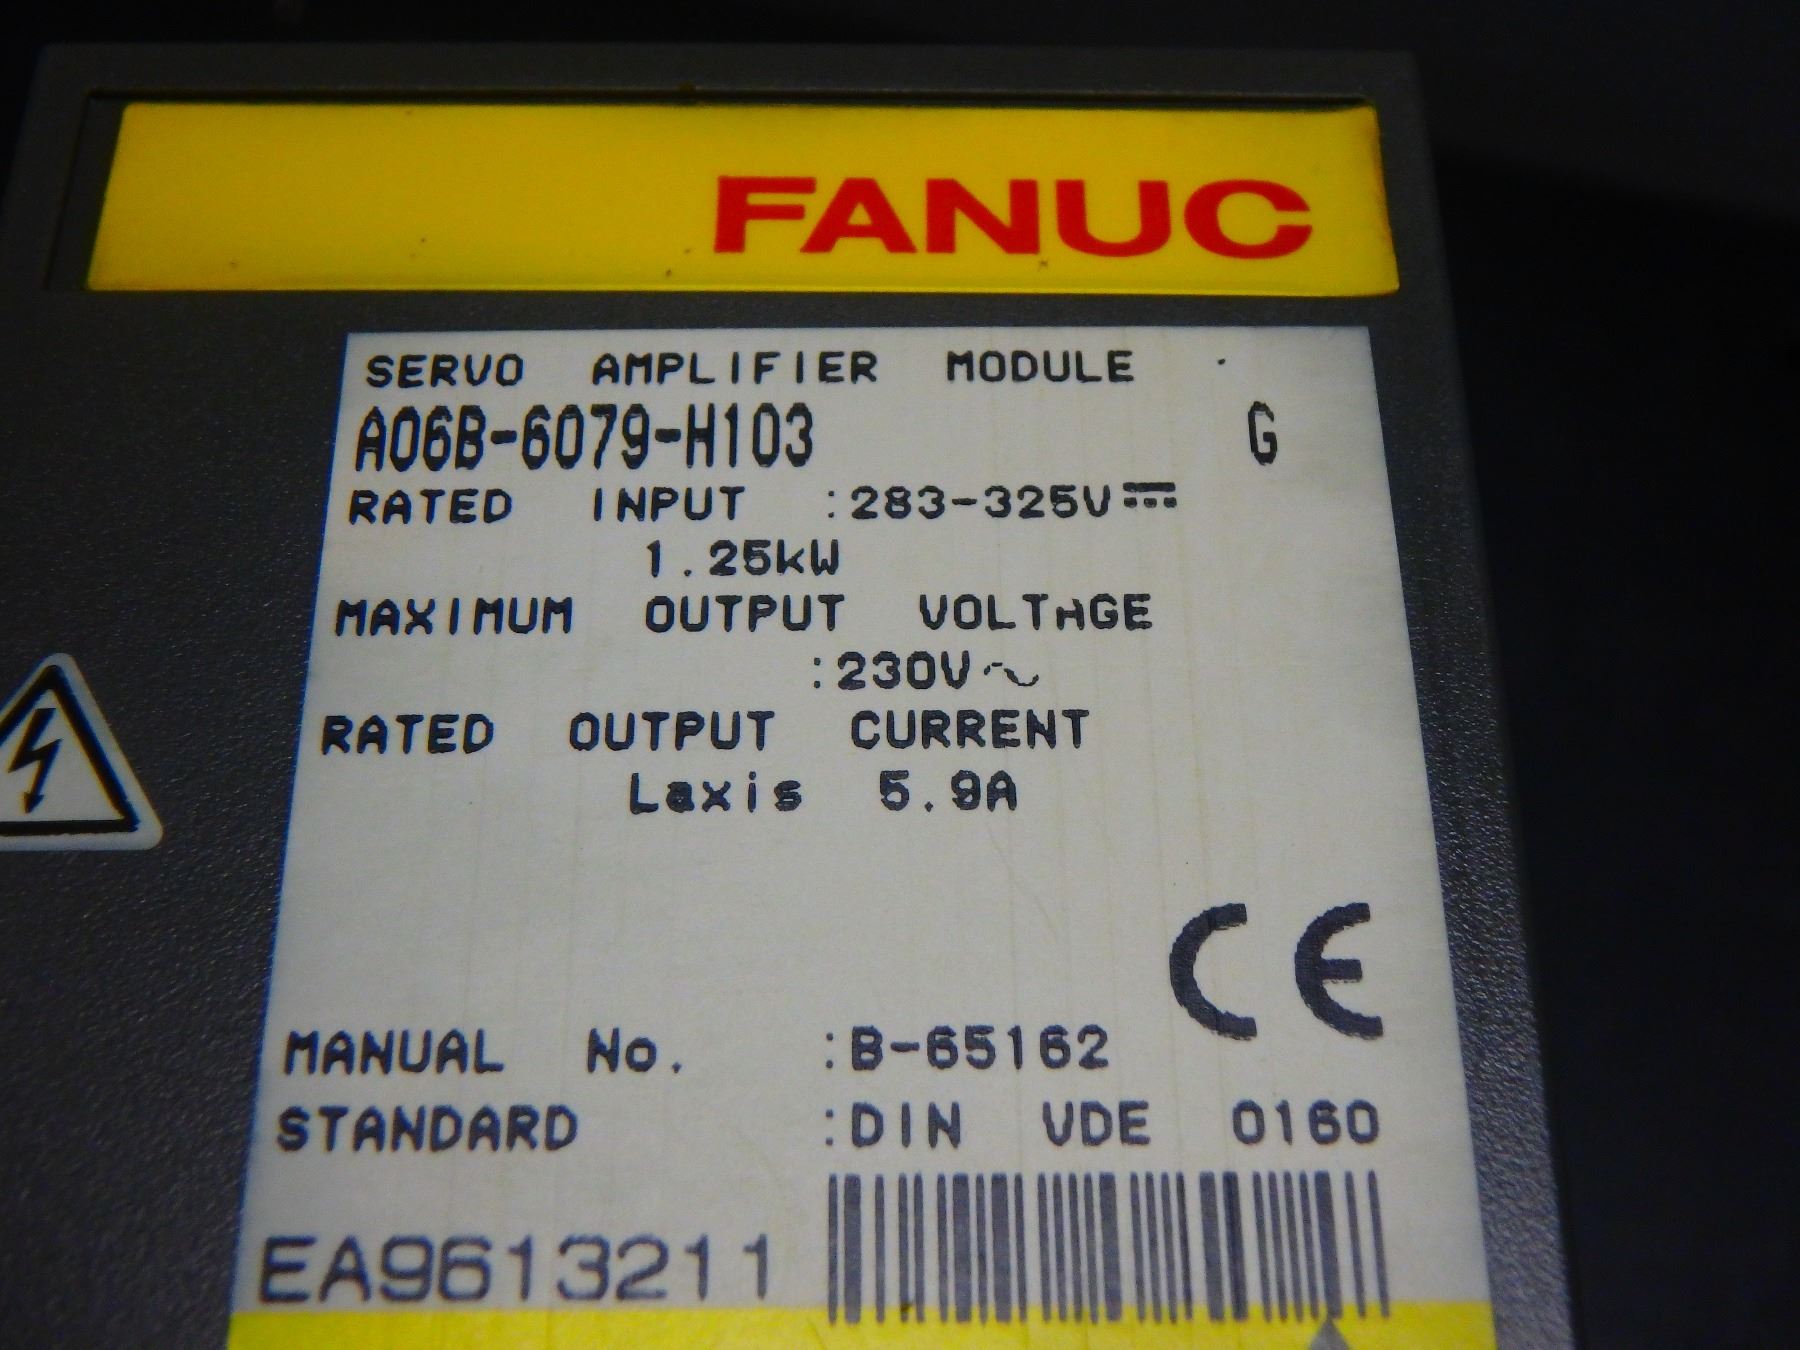 FANUC
SERVO AMPLIFIER MODULE
A06B-6079-H103 G
RATED INPUT :283-325V⎓
1.25kW
MAXIMUM OUTPUT VOLTAGE
:230V~
RATED OUTPUT CURRENT
Laxis 5.9A
CE
MANUAL No. :B-65162
STANDARD :DIN VDE 0160
EA9613211